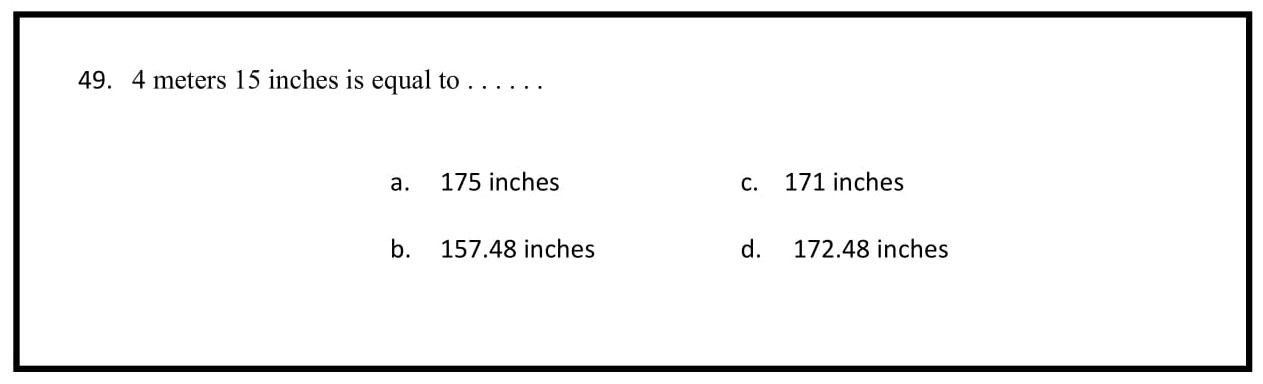 49. 4 meters 15 inches is equal to . . . . . .
a. 175 inches c. 171 inches
b. 157.48 inches d. 172.48 inches